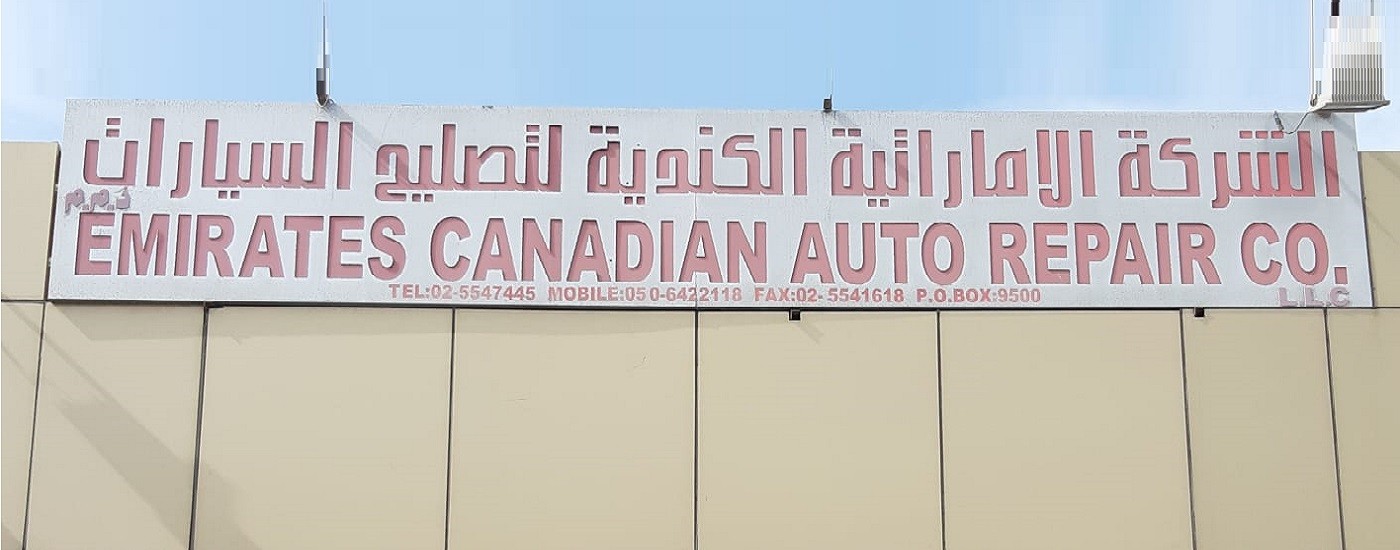 الشركة الاماراتية الكندية لتصليح السيارات
ذ.م.م
EMIRATES CANADIAN AUTO REPAIR CO.
L.L.C
TEL:02-5547445 MOBILE:050-6422118 FAX:02-5541618 P.O.BOX:9500